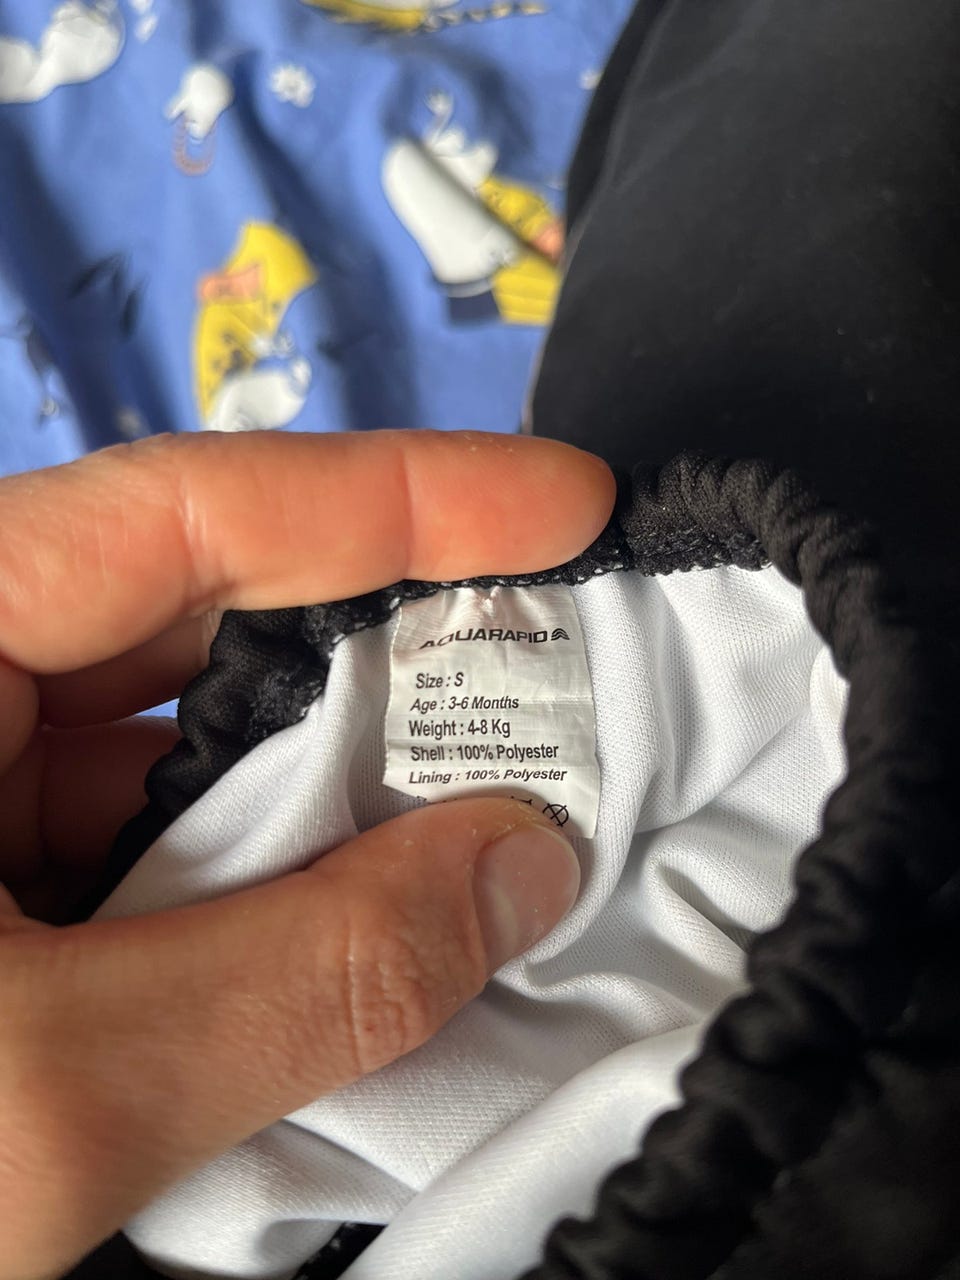 AQUARAPID
Size : S
Age : 3-6 Months
Weight : 4-8 Kg
Shell : 100% Polyester
Lining : 100% Polyester